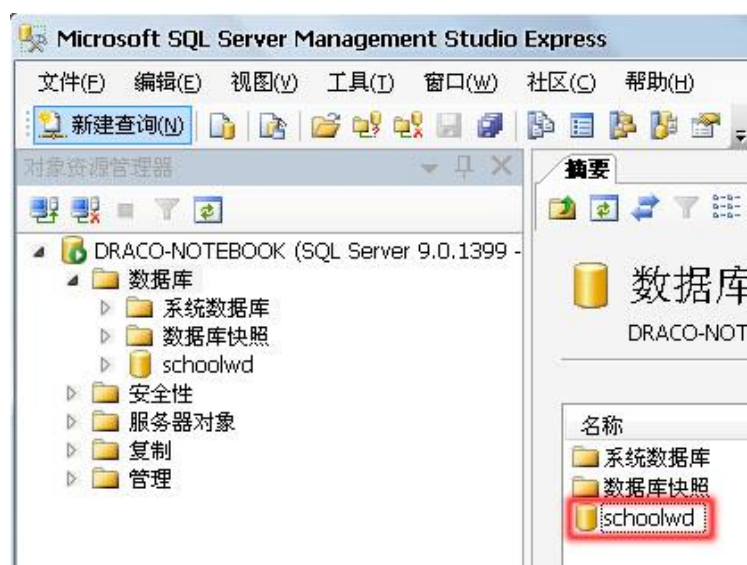 Microsoft SQL Server Management Studio Express
文件(F) 编辑(E) 视图(V) 工具(T) 窗口(W) 社区(C) 帮助(H)
新建查询(N)
对象资源管理器
摘要
DRACO-NOTEBOOK (SQL Server 9.0.1399 -
数据库
系统数据库
数据库快照
schoolwd
安全性
服务器对象
复制
管理
数据库
DRACO-NOT
名称
系统数据库
数据库快照
schoolwd